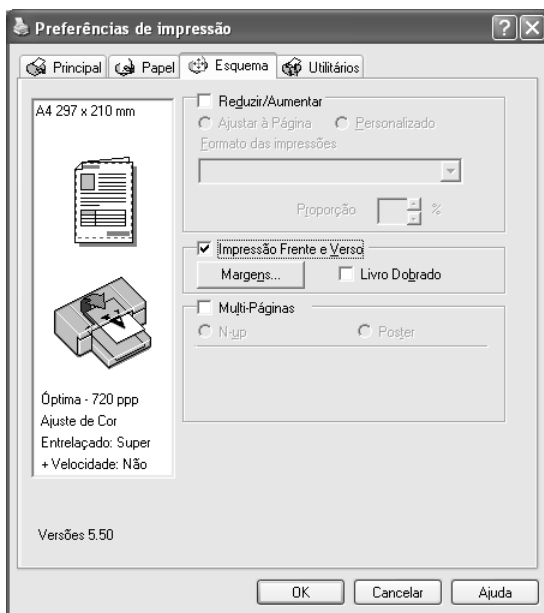 Preferências de impressão
Principal Papel Esquema Utilitários
A4 297 x 210 mm
Óptima - 720 ppp
Ajuste de Cor
Entrelaçado: Super
+ Velocidade: Não
Versões 5.50
Reduzir/Aumentar
Ajustar à Página Personalizado
Formato das impressões
Proporção %
Impressão Frente e Verso
Margens... Livro Dobrado
Multi-Páginas
N-up Poster
OK Cancelar Ajuda